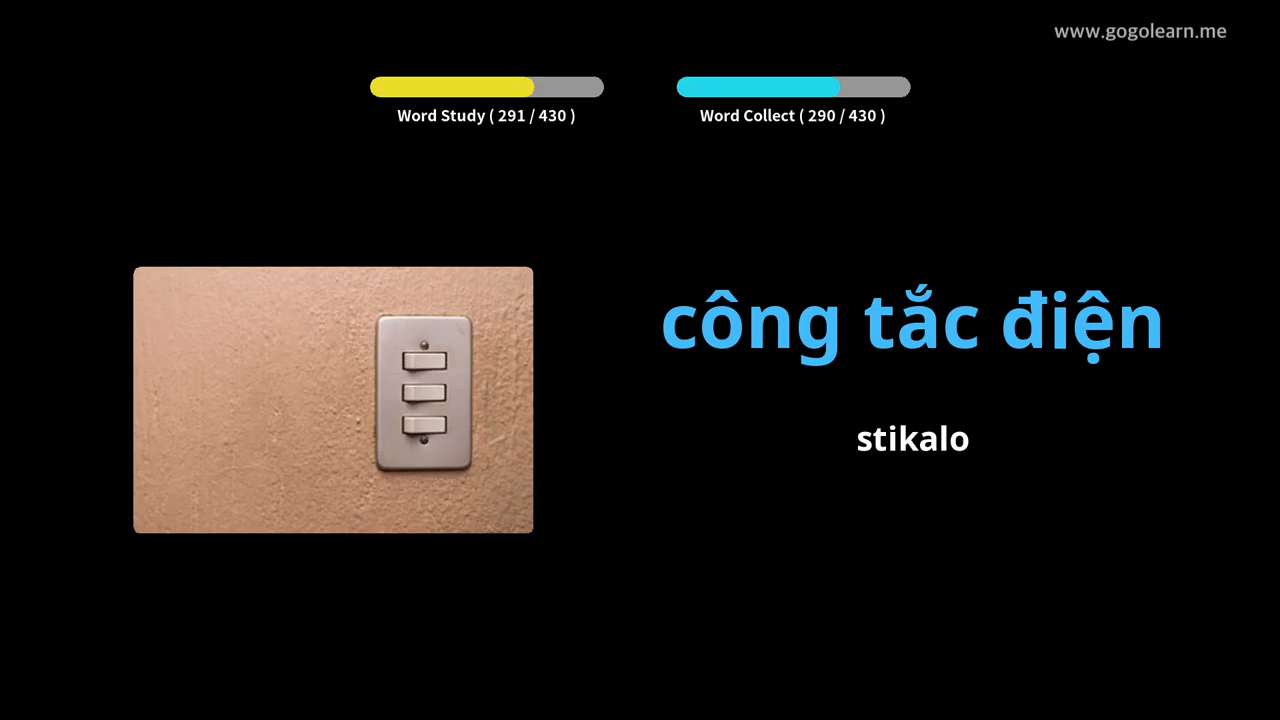 www.gogolearn.me
Word Study ( 291 / 430 )
Word Collect ( 290 / 430 )
công tắc điện
stikalo